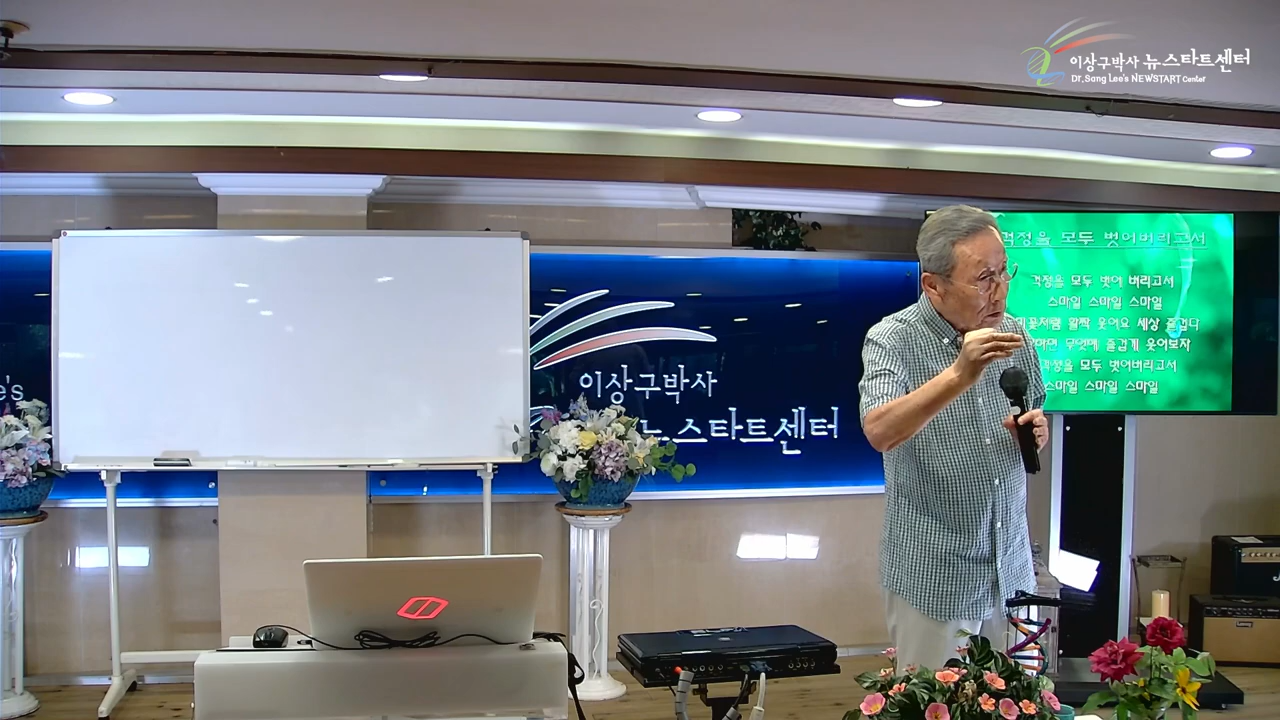 이상구박사 뉴스타트센터
Dr. Sang Lee's NEWSTART Center
걱정을 모두 벗어버리고서
걱정을 모두 벗어 버리고서
스마일 스마일 스마일
활짝 웃어요 세상 즐겁다
무엇해 즐겁게 웃어보자
걱정을 모두 벗어버리고서
스마일 스마일 스마일
이상구박사
뉴스타트센터
e's